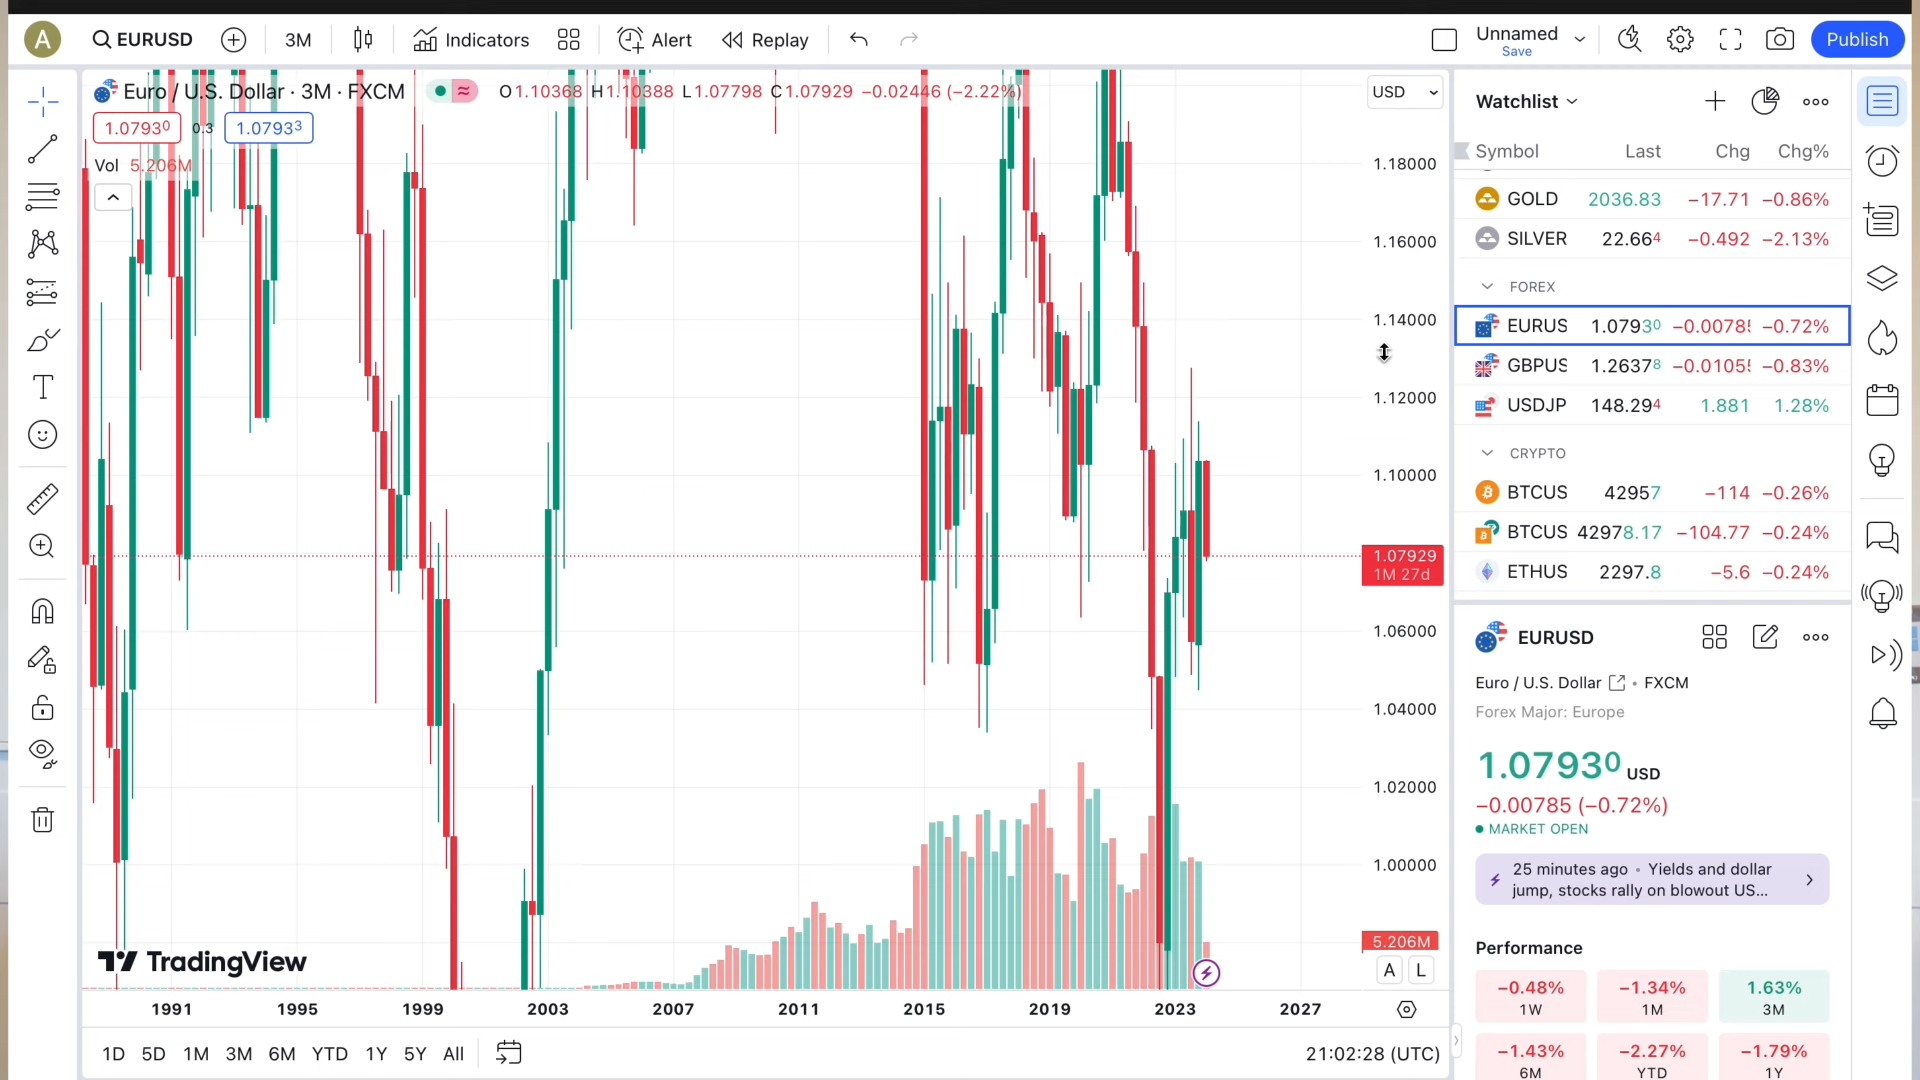 A
EURUSD
3M
Indicators
Alert
Replay
Unnamed
Save
Publish
Euro / U.S. Dollar · 3M · FXCM
O1.10368 H1.10388 L1.07798 C1.07929 −0.02446 (−2.22%)
USD
1.07930
0.3
1.07933
Vol 5.206M
1.18000
1.16000
1.14000
1.12000
1.10000
1.07929
1M 27d
1.06000
1.04000
1.02000
1.00000
5.206M
A
L
TradingView
1991
1995
1999
2003
2007
2011
2015
2019
2023
2027
1D 5D 1M 3M 6M YTD 1Y 5Y All
21:02:28 (UTC)
Watchlist
Symbol Last Chg Chg%
GOLD 2036.83 −17.71 −0.86%
SILVER 22.664 −0.492 −2.13%
FOREX
EURUS 1.07930 −0.0078 −0.72%
GBPUS 1.26378 −0.0105 −0.83%
USDJP 148.294 1.881 1.28%
CRYPTO
BTCUS 42957 −114 −0.26%
BTCUS 42978.17 −104.77 −0.24%
ETHUS 2297.8 −5.6 −0.24%
EURUSD
Euro / U.S. Dollar • FXCM
Forex Major: Europe
1.07930 USD
−0.00785 (−0.72%)
MARKET OPEN
25 minutes ago • Yields and dollar
jump, stocks rally on blowout US...
Performance
−0.48%
1W
−1.34%
1M
1.63%
3M
−1.43%
6M
−2.27%
YTD
−1.79%
1Y